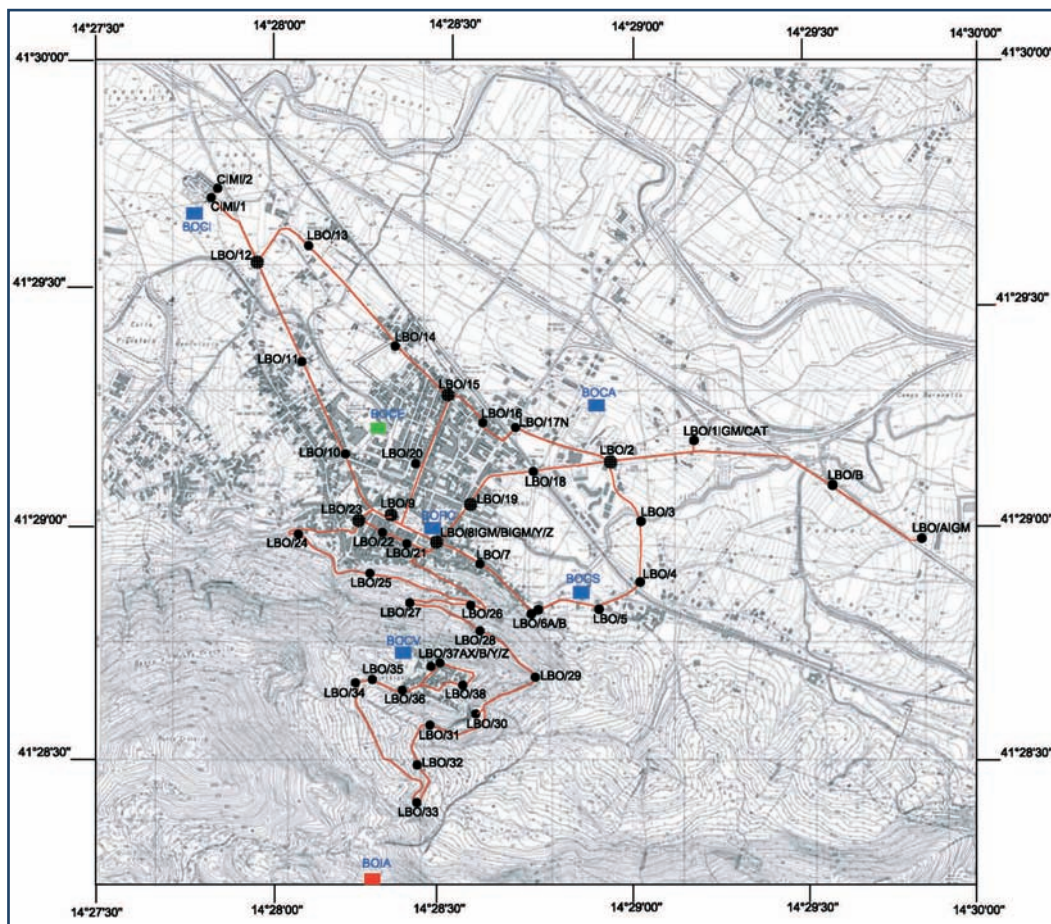 14°27'30" 14°28'00" 14°28'30" 14°29'00" 14°29'30" 14°30'00"
41°30'00" 41°30'00"
CIMI/2
CIMI/1
BOCI
LBO/13
LBO/12
41°29'30" 41°29'30"
LBO/14
LBO/11
LBO/15
BOCA
LBO/16
LBO/17N
BOCE
LBO/1IGM/CAT
LBO/10
LBO/20
LBO/2
LBO/18
LBO/B
LBO/19
LBO/9
LBO/23
LBO/3
41°29'00" 41°29'00"
LBO/8IGM/BIGM/Y/Z
LBO/AIGM
LBO/22
LBO/24
LBO/21
LBO/7
LBO/25
LBO/4
BOCS
LBO/27
LBO/26
LBO/6A/B
LBO/5
LBO/28
BOCV
LBO/37AX/B/Y/Z
LBO/35
LBO/29
LBO/34
LBO/36
LBO/38
LBO/30
LBO/31
41°28'30" 41°28'30"
LBO/32
LBO/33
BOIA
14°27'30" 14°28'00" 14°28'30" 14°29'00" 14°29'30" 14°30'00"